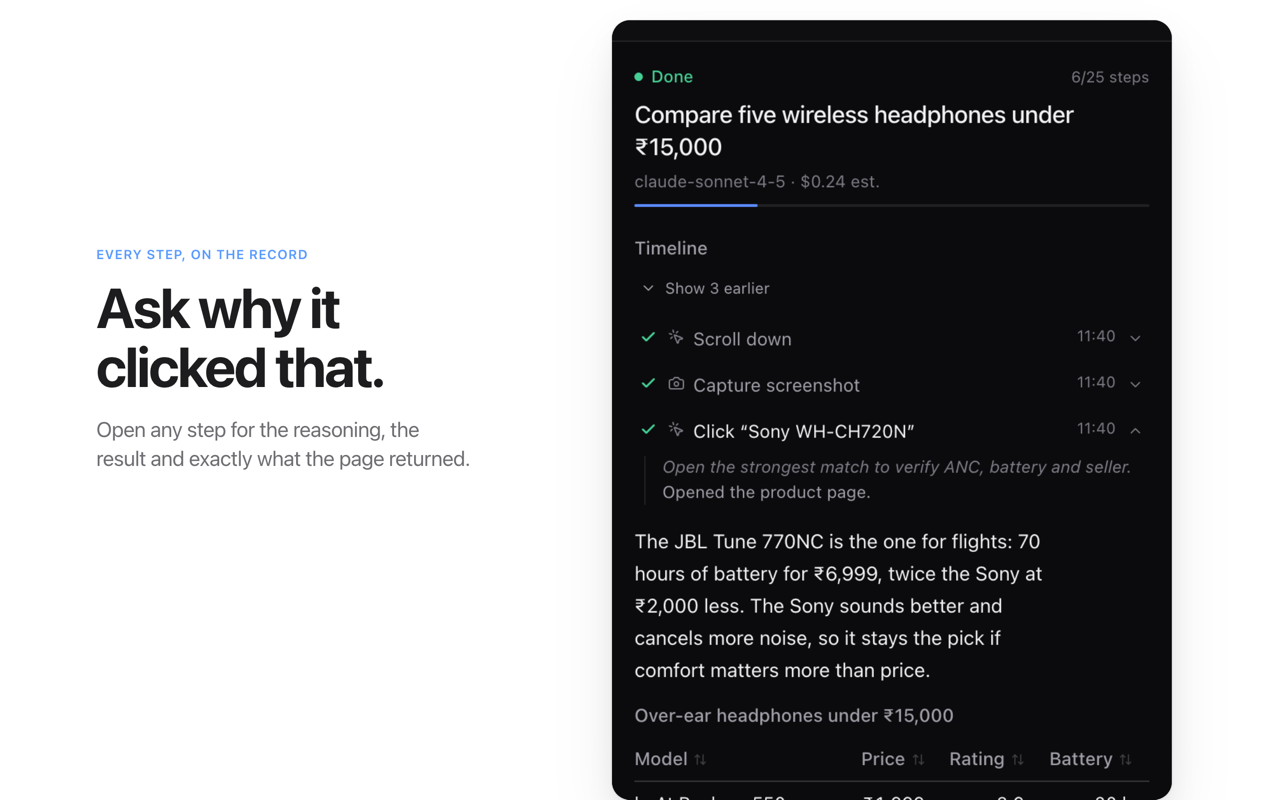 EVERY STEP, ON THE RECORD
Ask why it
clicked that.
Open any step for the reasoning, the
result and exactly what the page returned.
Done
6/25 steps
Compare five wireless headphones under
₹15,000
claude-sonnet-4-5 · $0.24 est.
Timeline
Show 3 earlier
Scroll down 11:40
Capture screenshot 11:40
Click “Sony WH-CH720N” 11:40
Open the strongest match to verify ANC, battery and seller.
Opened the product page.
The JBL Tune 770NC is the one for flights: 70
hours of battery for ₹6,999, twice the Sony at
₹2,000 less. The Sony sounds better and
cancels more noise, so it stays the pick if
comfort matters more than price.
Over-ear headphones under ₹15,000
Model Price Rating Battery